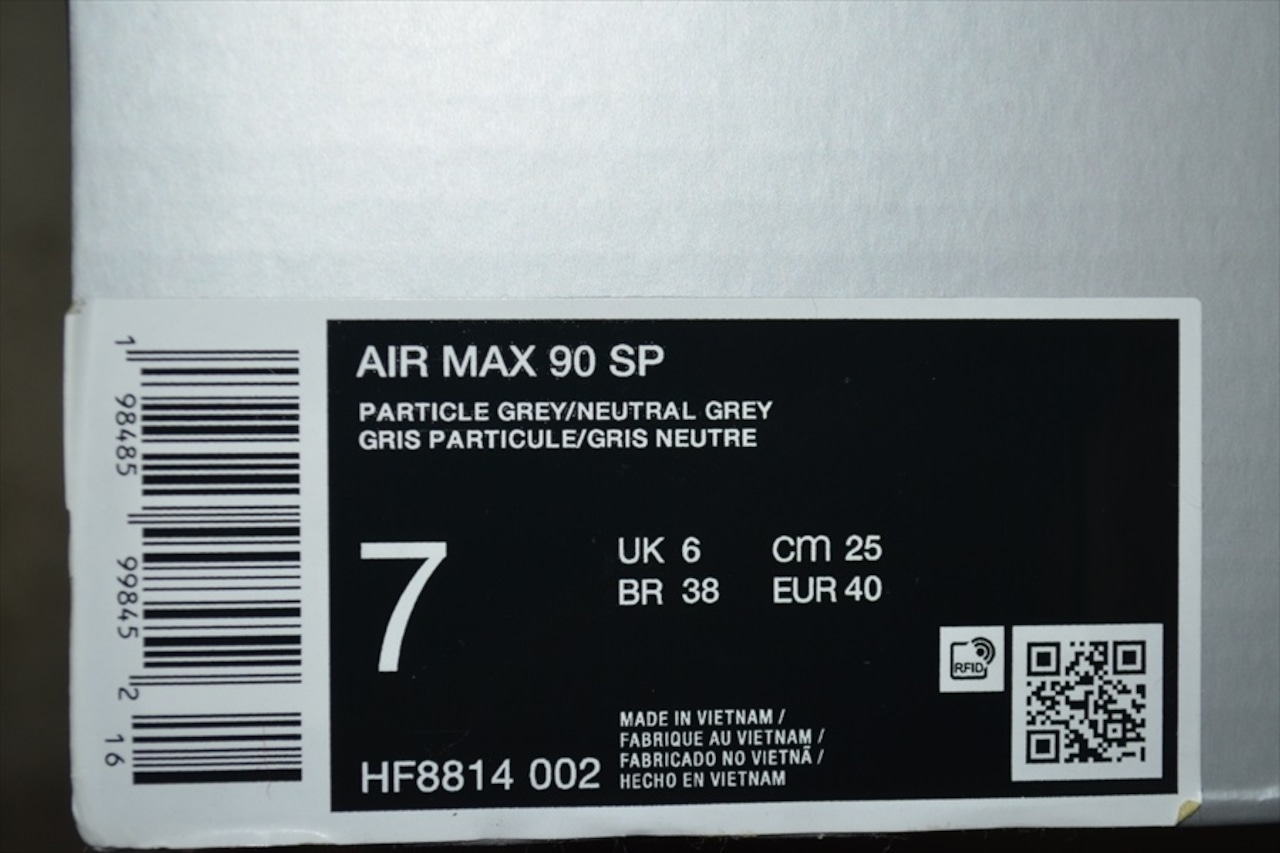 AIR MAX 90 SP
PARTICLE GREY/NEUTRAL GREY
GRIS PARTICULE/GRIS NEUTRE
7
UK 6
cm 25
BR 38
EUR 40
RFID
HF8814 002
MADE IN VIETNAM /
FABRIQUE AU VIETNAM /
FABRICADO NO VIETNÃ /
HECHO EN VIETNAM
1 98485 99845 2 16